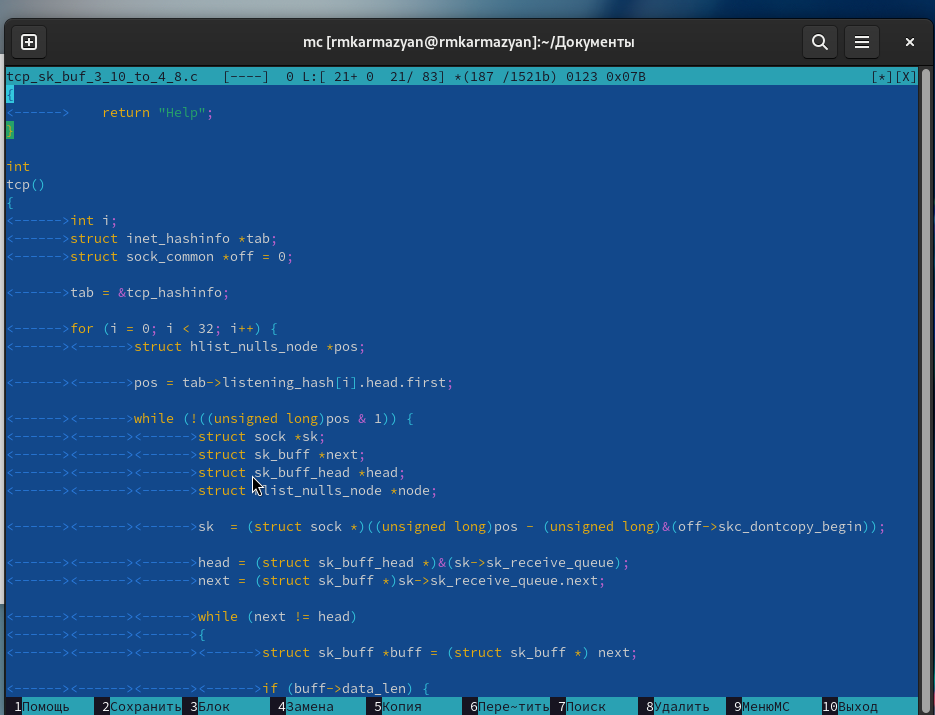 mc [rmkarmazyan@rmkarmazyan]:~/Документы
tcp_sk_buf_3_10_to_4_8.c   [----]  0 L:[ 21+ 0  21/ 83] *(187 /1521b) 0123 0x07B [*][X]
{
<------>    return "Help";
}

int
tcp()
{
<------>int i;
<------>struct inet_hashinfo *tab;
<------>struct sock_common *off = 0;

<------>tab = &tcp_hashinfo;

<------>for (i = 0; i < 32; i++) {
<------><------>struct hlist_nulls_node *pos;

<------><------>pos = tab->listening_hash[i].head.first;

<------><------>while (!((unsigned long)pos & 1)) {
<------><------><------>struct sock *sk;
<------><------><------>struct sk_buff *next;
<------><------><------>struct sk_buff_head *head;
<------><------><------>struct hlist_nulls_node *node;

<------><------><------>sk  = (struct sock *)((unsigned long)pos - (unsigned long)&(off->skc_dontcopy_begin));

<------><------><------>head = (struct sk_buff_head *)&(sk->sk_receive_queue);
<------><------><------>next = (struct sk_buff *)sk->sk_receive_queue.next;

<------><------><------>while (next != head)
<------><------><------>{
<------><------><------><------>struct sk_buff *buff = (struct sk_buff *) next;

<------><------><------><------>if (buff->data_len) {
1Помощь 2Сохранить 3Блок 4Замена 5Копия 6Пере~тить 7Поиск 8Удалить 9МенюMC 10Выход